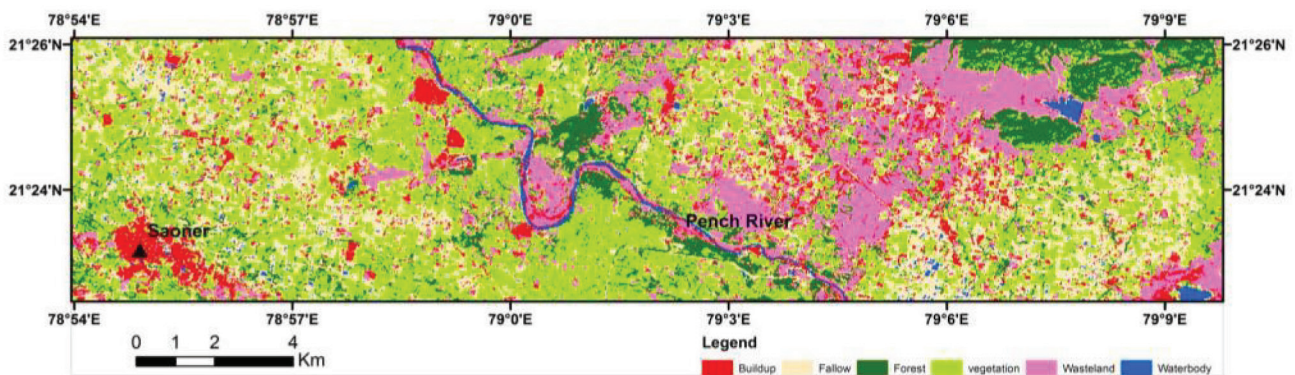 78°54'E 78°57'E 79°0'E 79°3'E 79°6'E 79°9'E
21°26'N 21°26'N
21°24'N 21°24'N
Pench River
Saoner
78°54'E 78°57'E 79°0'E 79°3'E 79°6'E 79°9'E
0 1 2 4
Km
Legend
Buildup Fallow Forest vegetation Wasteland Waterbody